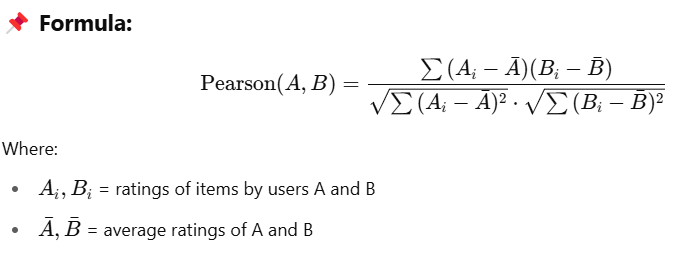 📌 Formula:
Pearson(A, B) = ∑(Aᵢ − Ā)(Bᵢ − B̄) / √∑(Aᵢ − Ā)² · √∑(Bᵢ − B̄)²
Where:
• Aᵢ, Bᵢ = ratings of items by users A and B
• Ā, B̄ = average ratings of A and B